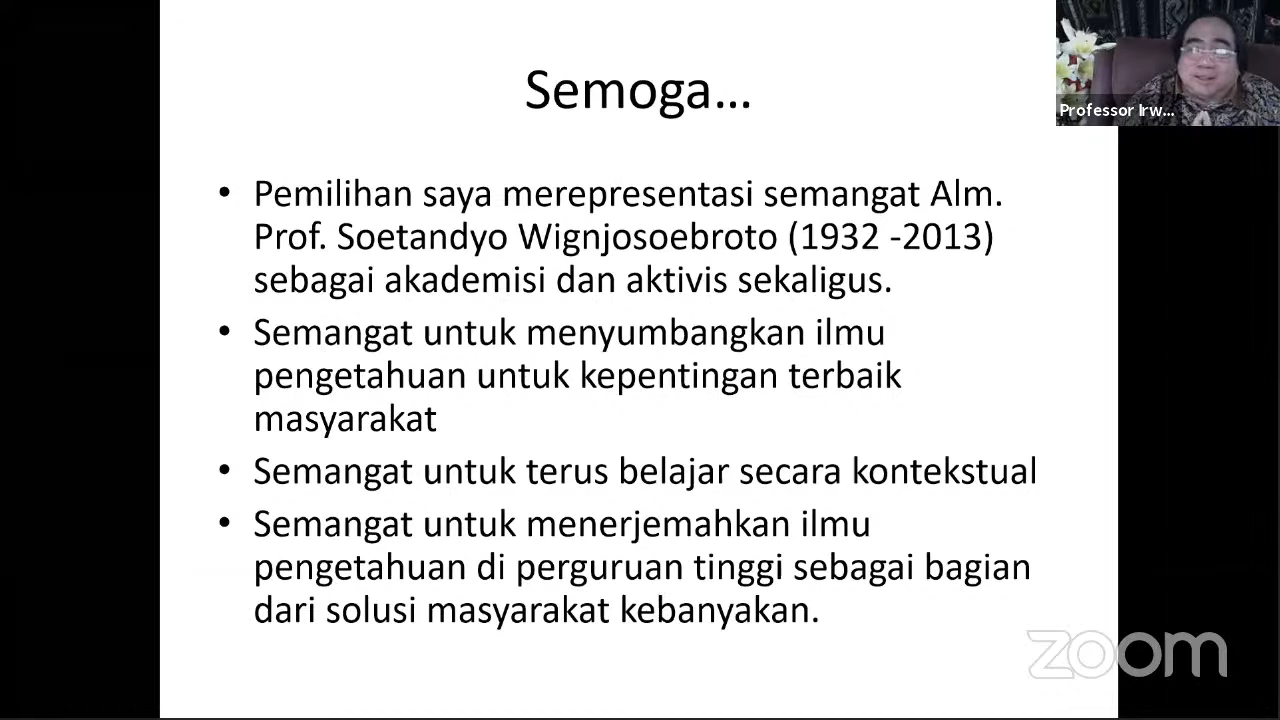 Semoga...
Professor Irw...
• Pemilihan saya merepresentasi semangat Alm.
Prof. Soetandyo Wignjosoebroto (1932 -2013)
sebagai akademisi dan aktivis sekaligus.
• Semangat untuk menyumbangkan ilmu
pengetahuan untuk kepentingan terbaik
masyarakat
• Semangat untuk terus belajar secara kontekstual
• Semangat untuk menerjemahkan ilmu
pengetahuan di perguruan tinggi sebagai bagian
dari solusi masyarakat kebanyakan.
zoom